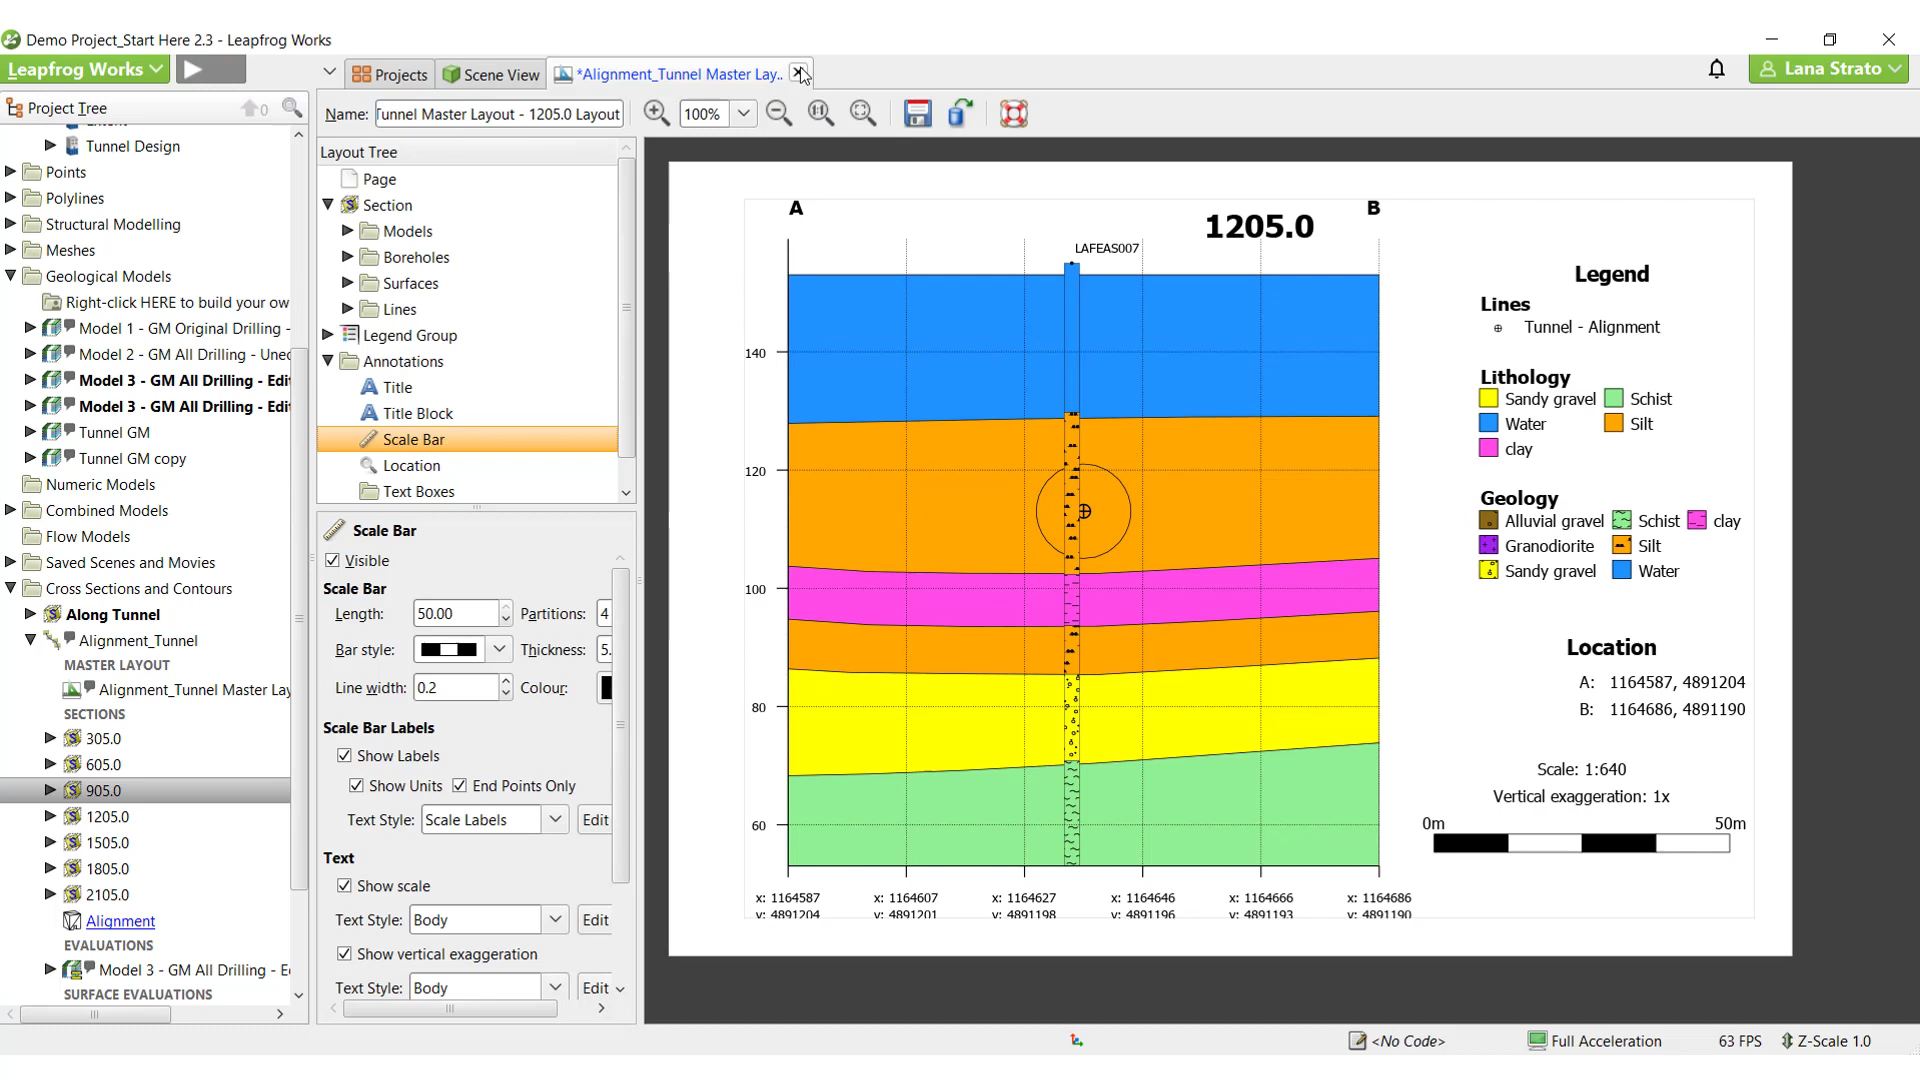 Demo Project_Start Here 2.3 - Leapfrog Works
Leapfrog Works
Projects
Scene View
*Alignment_Tunnel Master Lay..
Lana Strato
Project Tree
0
Name:
Tunnel Master Layout - 1205.0 Layout
100%
Tunnel Design
Points
Polylines
Structural Modelling
Meshes
Geological Models
Right-click HERE to build your ow
Model 1 - GM Original Drilling -
Model 2 - GM All Drilling - Uned
Model 3 - GM All Drilling - Edit
Model 3 - GM All Drilling - Edit
Tunnel GM
Tunnel GM copy
Numeric Models
Combined Models
Flow Models
Saved Scenes and Movies
Cross Sections and Contours
Along Tunnel
Alignment_Tunnel
MASTER LAYOUT
Alignment_Tunnel Master Lay
SECTIONS
305.0
605.0
905.0
1205.0
1505.0
1805.0
2105.0
Alignment
EVALUATIONS
Model 3 - GM All Drilling - E
SURFACE EVALUATIONS
Layout Tree
Page
Section
Models
Boreholes
Surfaces
Lines
Legend Group
Annotations
Title
Title Block
Scale Bar
Location
Text Boxes
Scale Bar
Visible
Scale Bar
Length: 50.00 Partitions: 4
Bar style: Thickness: 5.
Line width: 0.2 Colour:
Scale Bar Labels
Show Labels
Show Units End Points Only
Text Style: Scale Labels Edit
Text
Show scale
Text Style: Body Edit
Show vertical exaggeration
Text Style: Body Edit
A
B
1205.0
LAFEAS007
140
120
100
80
60
x: 1164587 x: 1164607 x: 1164627 x: 1164646 x: 1164666 x: 1164686
y: 4891204 y: 4891201 y: 4891198 y: 4891196 y: 4891193 y: 4891190
Legend
Lines
Tunnel - Alignment
Lithology
Sandy gravel Schist
Water Silt
clay
Geology
Alluvial gravel Schist clay
Granodiorite Silt
Sandy gravel Water
Location
A: 1164587, 4891204
B: 1164686, 4891190
Scale: 1:640
Vertical exaggeration: 1x
0m 50m
<No Code>
Full Acceleration
63 FPS
Z-Scale 1.0